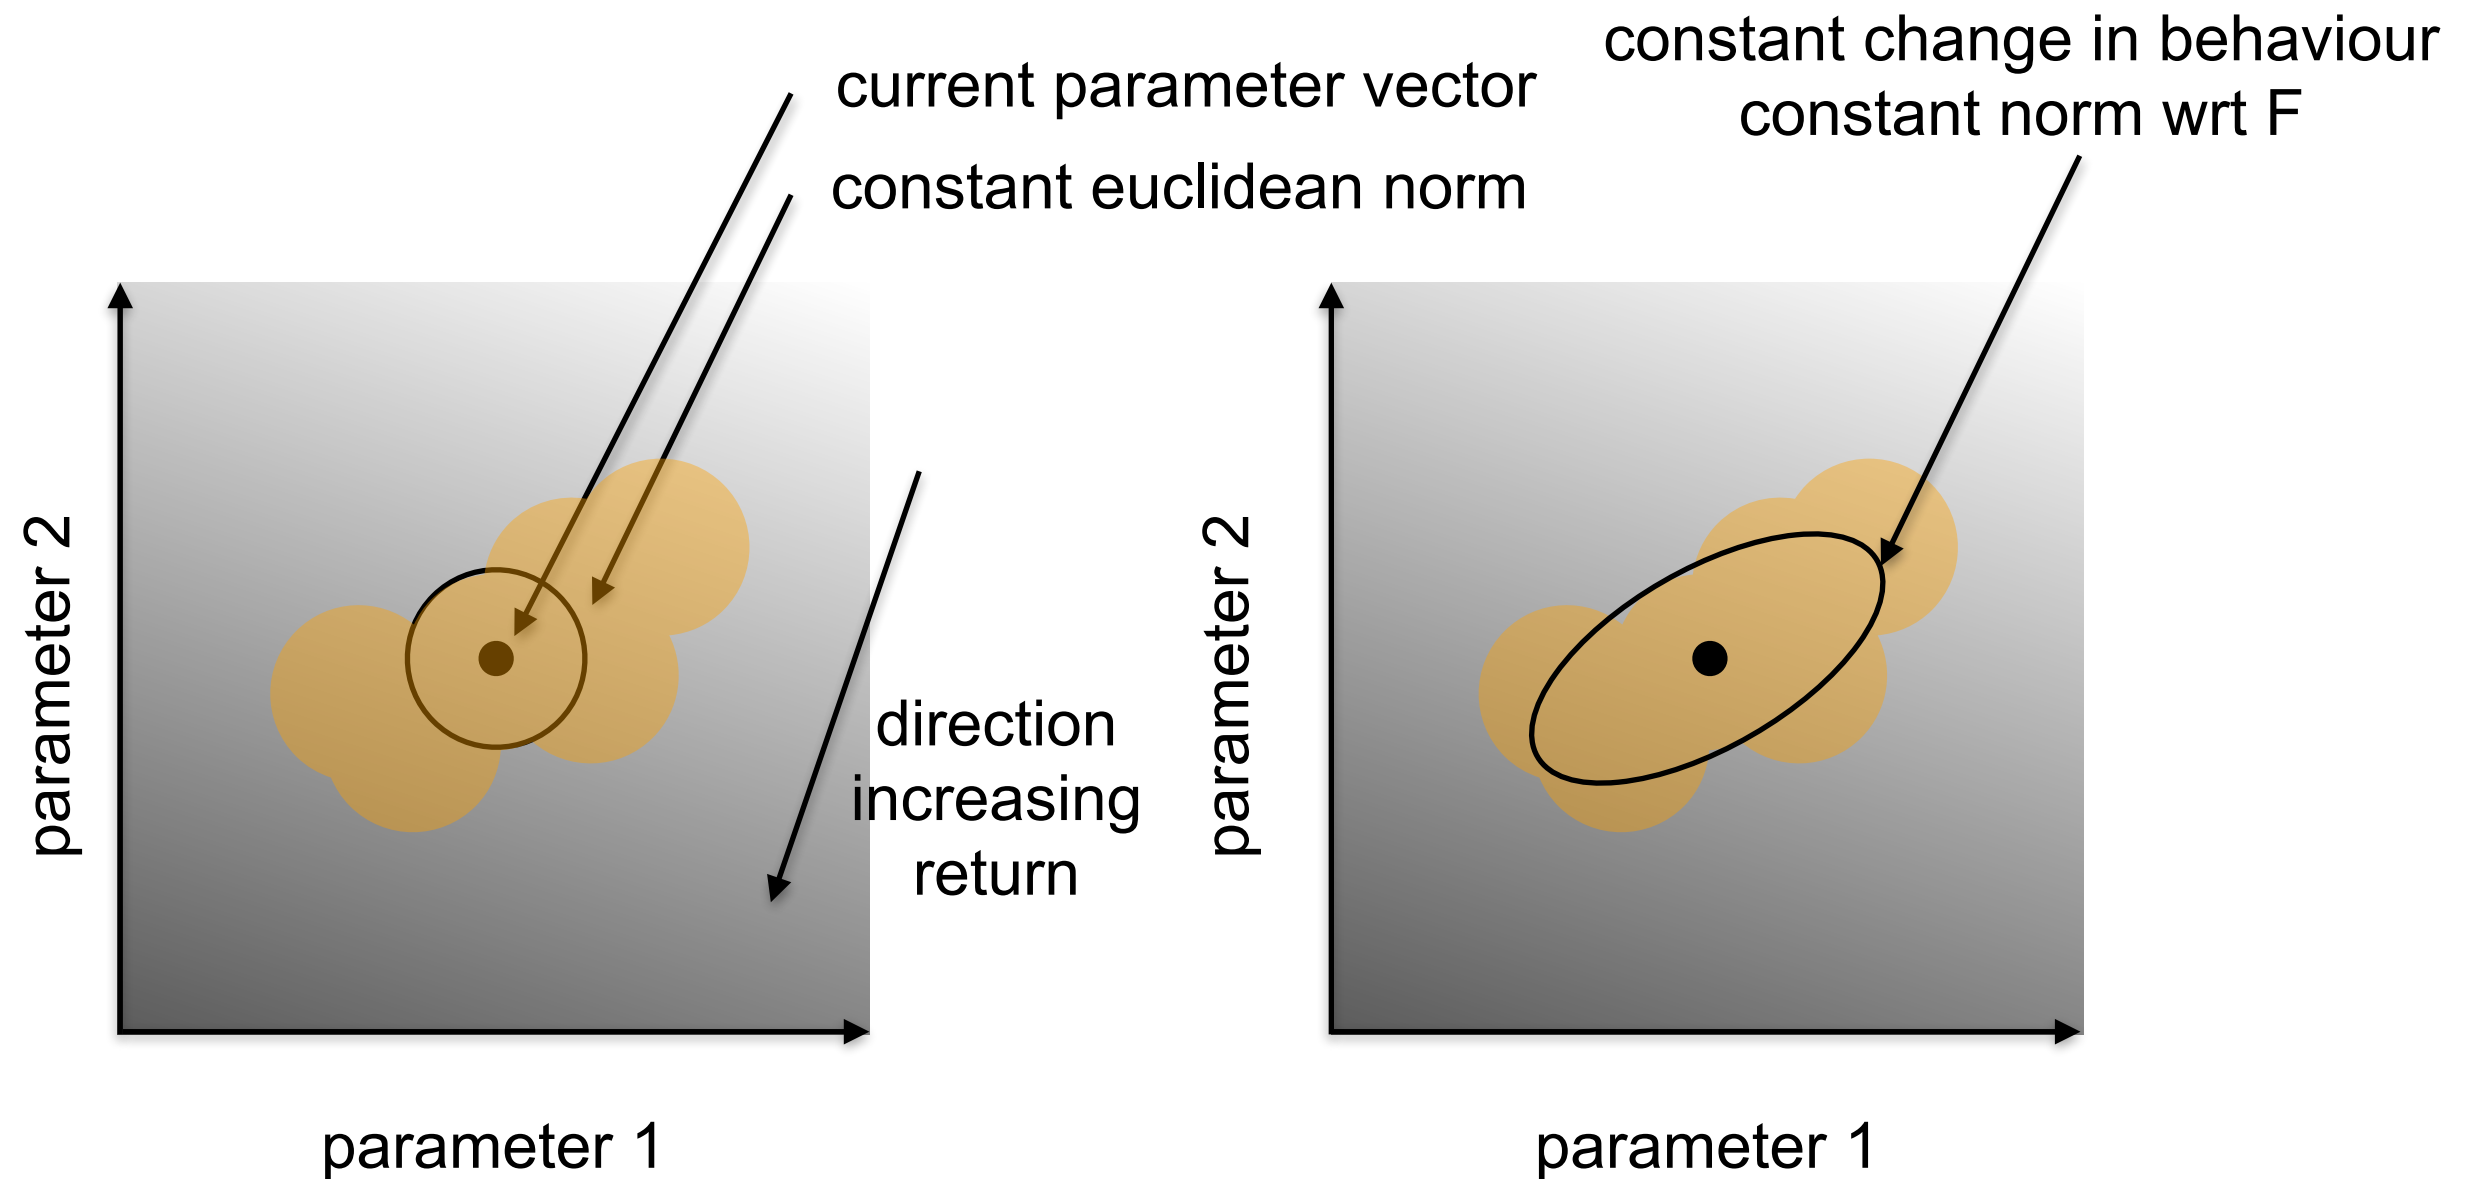 constant change in behaviour
constant norm wrt F
current parameter vector
constant euclidean norm
parameter 2
direction
increasing
return
parameter 1
parameter 2
parameter 1